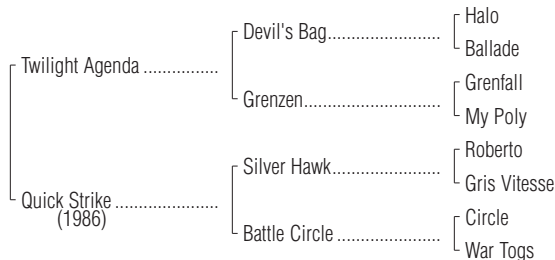 Halo
Devil's Bag..........................
Ballade
Twilight Agenda ..................
Grenfall
Grenzen................................
My Poly
Roberto
Silver Hawk.........................
Gris Vitesse
Quick Strike .........................
(1986)
Circle
Battle Circle .........................
War Togs